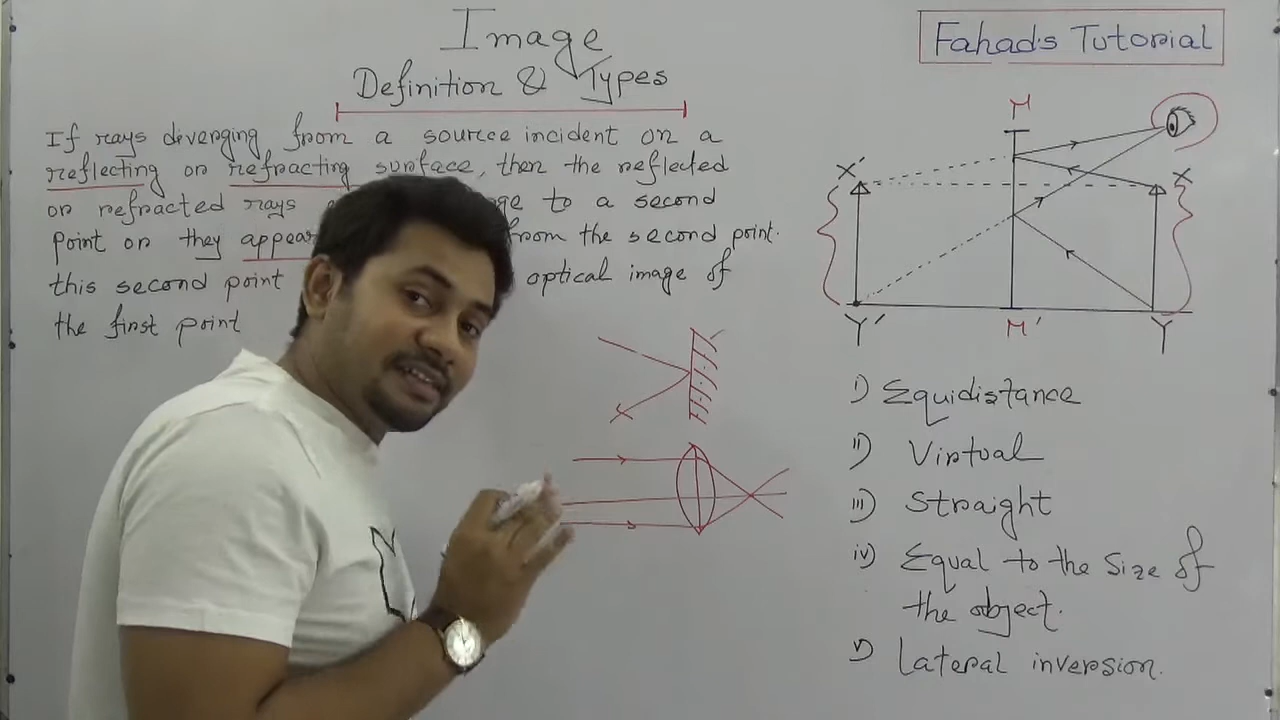 Image
Definition & Types
Fahad's Tutorial
If rays diverging from a source incident on a
reflecting or refracting surface, then the reflected
or refracted rays to a second
Point or they appear from the second point.
this second point optical image of
the first point
M
X'
X
Y'
M'
Y
i) Equidistance
ii) Virtual
iii) Straight
iv) Equal to the Size of
the object.
v) Lateral inversion.